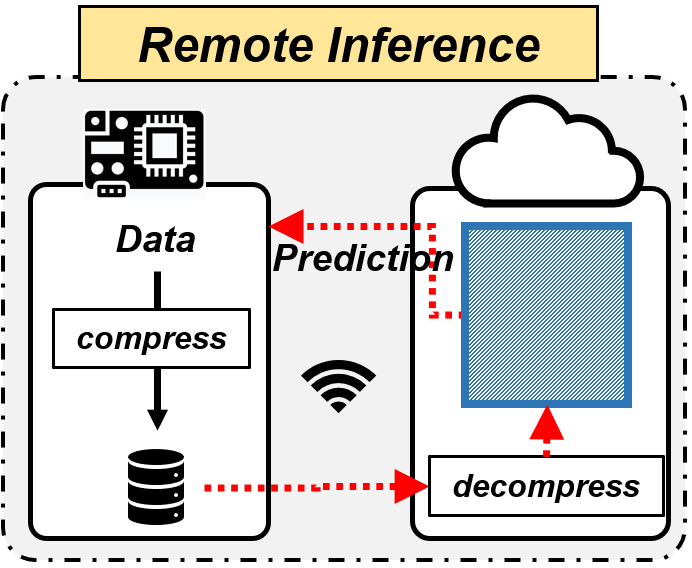 Remote Inference
Data
Prediction
compress
decompress